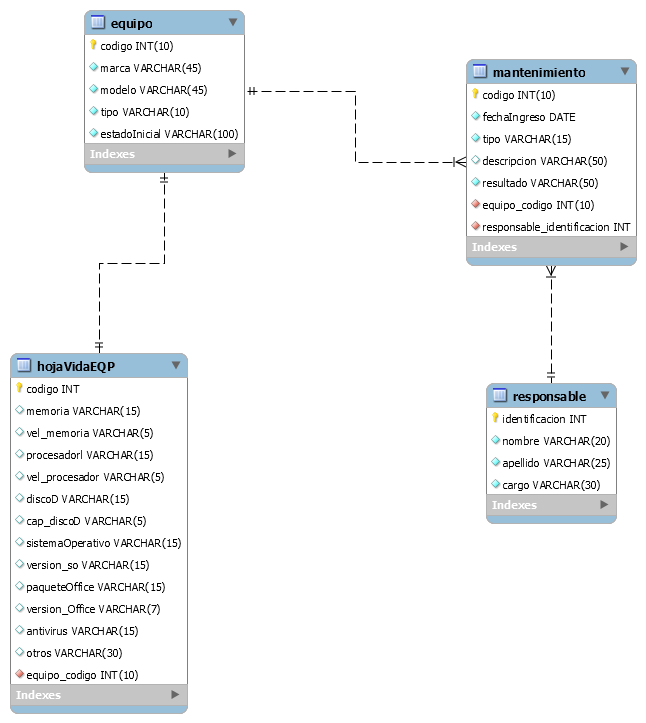 equipo
codigo INT(10)
marca VARCHAR(45)
modelo VARCHAR(45)
tipo VARCHAR(10)
estadoInicial VARCHAR(100)
Indexes
mantenimiento
codigo INT(10)
fechaIngreso DATE
tipo VARCHAR(15)
descripcion VARCHAR(50)
resultado VARCHAR(50)
equipo_codigo INT(10)
responsable_identificacion INT
Indexes
hojaVidaEQP
codigo INT
memoria VARCHAR(15)
vel_memoria VARCHAR(5)
procesadorl VARCHAR(15)
vel_procesador VARCHAR(5)
discoD VARCHAR(15)
cap_discoD VARCHAR(5)
sistemaOperativo VARCHAR(15)
version_so VARCHAR(15)
paqueteOffice VARCHAR(15)
version_Office VARCHAR(7)
antivirus VARCHAR(15)
otros VARCHAR(30)
equipo_codigo INT(10)
Indexes
responsable
identificacion INT
nombre VARCHAR(20)
apellido VARCHAR(25)
cargo VARCHAR(30)
Indexes